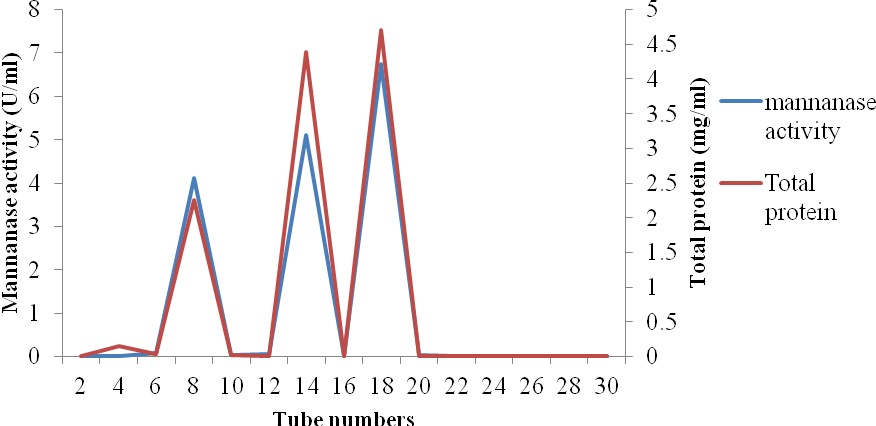 Mannanase activity (U/ml)
8
7
6
5
4
3
2
1
0
5
4.5
4
3.5
3
2.5
2
1.5
1
0.5
0
Total protein (mg/ml)
mannanase
activity
Total
protein
2 4 6 8 10 12 14 16 18 20 22 24 26 28 30
Tube numbers